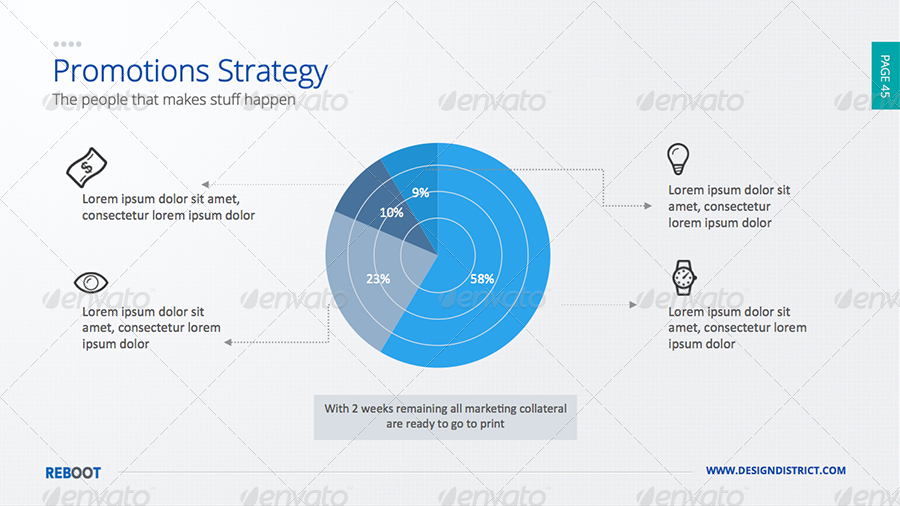 Promotions Strategy
The people that makes stuff happen
PAGE 45
Lorem ipsum dolor sit amet,
consectetur lorem ipsum dolor
Lorem ipsum dolor sit
amet, consectetur lorem
ipsum dolor
9%
10%
23%
58%
Lorem ipsum dolor sit
amet, consectetur
lorem ipsum dolor
Lorem ipsum dolor sit
amet, consectetur lorem
ipsum dolor
With 2 weeks remaining all marketing collateral
are ready to go to print
REBOOT
WWW.DESIGNDISTRICT.COM
envato